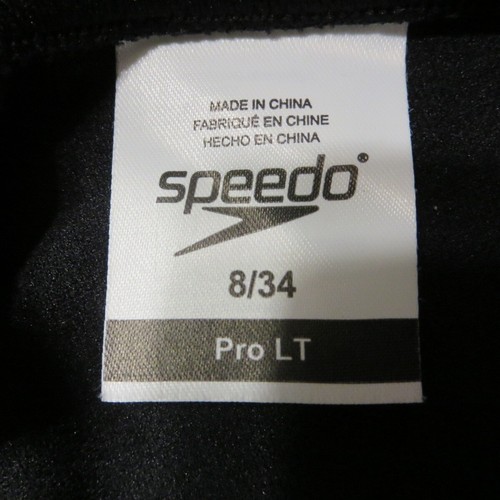 MADE IN CHINA
FABRIQUÉ EN CHINE
HECHO EN CHINA
speedo®
8/34
Pro LT